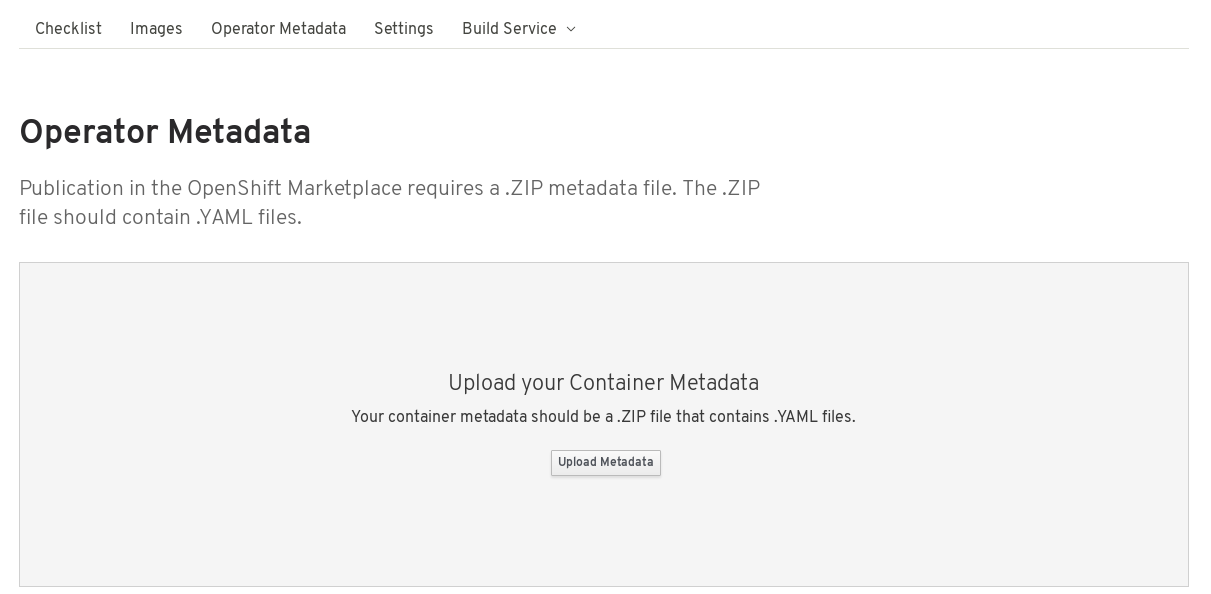 Checklist Images Operator Metadata Settings Build Service
Operator Metadata
Publication in the OpenShift Marketplace requires a .ZIP metadata file. The .ZIP
file should contain .YAML files.
Upload your Container Metadata
Your container metadata should be a .ZIP file that contains .YAML files.
Upload Metadata